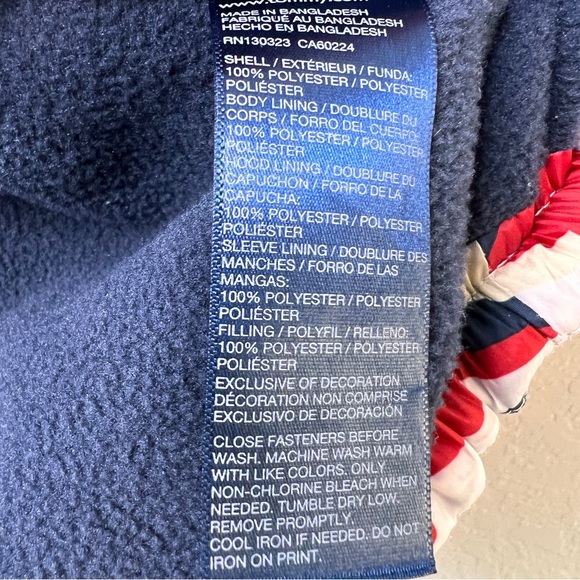 www.tommy.com
MADE IN BANGLADESH
FABRIQUÉ AU BANGLADESH
HECHO EN BANGLADESH
RN130323 CA60224
SHELL / EXTÉRIEUR / FUNDA:
100% POLYESTER / POLYESTER
POLIÉSTER
BODY LINING / DOUBLURE DU
CORPS / FORRO DEL CUERPO:
100% POLYESTER / POLYESTER
POLIÉSTER
HOOD LINING / DOUBLURE DU
CAPUCHON / FORRO DE LA
CAPUCHA:
100% POLYESTER / POLYESTER
POLIÉSTER
SLEEVE LINING / DOUBLURE DES
MANCHES / FORRO DE LAS
MANGAS:
100% POLYESTER / POLYESTER
POLIÉSTER
FILLING / POLYFIL / RELLENO:
100% POLYESTER / POLYESTER
POLIÉSTER
EXCLUSIVE OF DECORATION
DÉCORATION NON COMPRISE
EXCLUSIVO DE DECORACIÓN
CLOSE FASTENERS BEFORE
WASH. MACHINE WASH WARM
WITH LIKE COLORS. ONLY
NON-CHLORINE BLEACH WHEN
NEEDED. TUMBLE DRY LOW.
REMOVE PROMPTLY.
COOL IRON IF NEEDED. DO NOT
IRON ON PRINT.